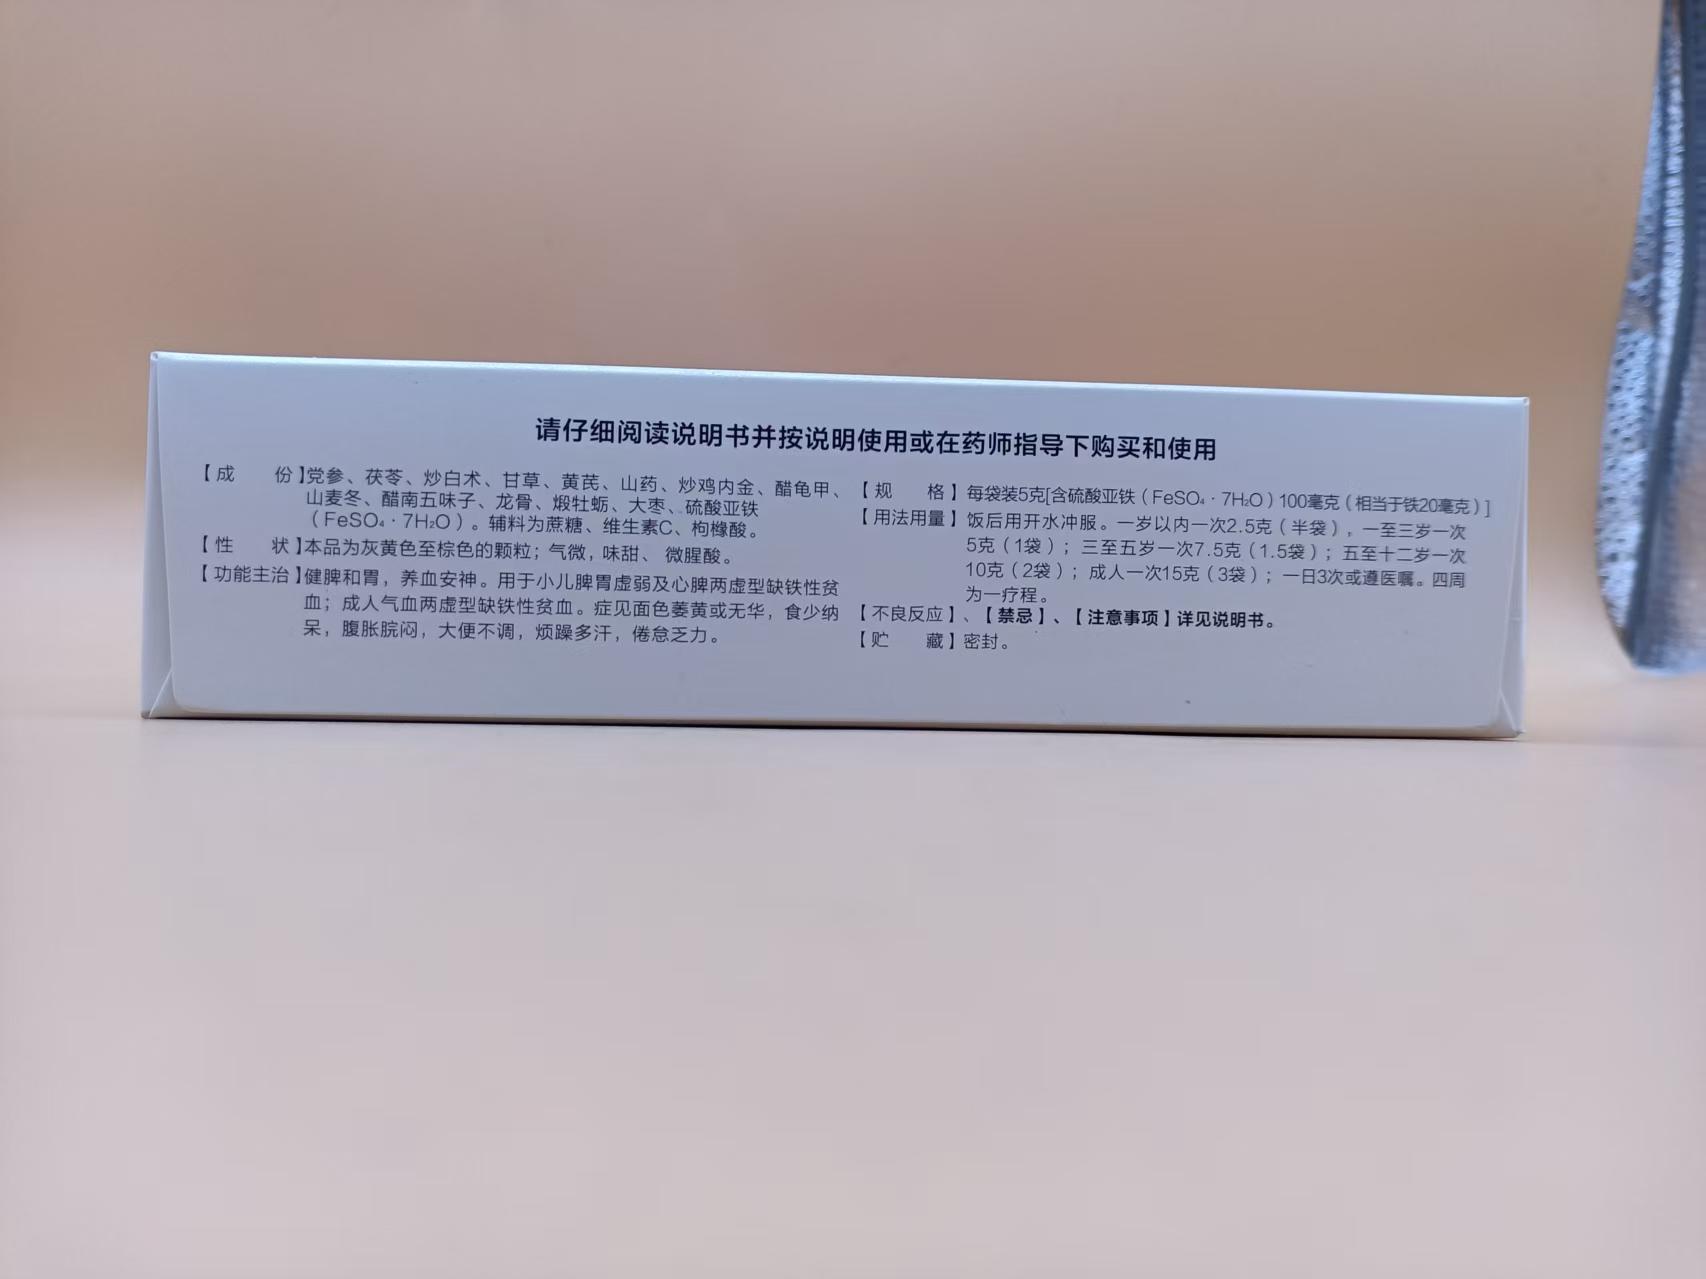 请仔细阅读说明书并按说明使用或在药师指导下购买和使用
【成　　份】党参、茯苓、炒白术、甘草、黄芪、山药、炒鸡内金、醋龟甲、
山麦冬、醋南五味子、龙骨、煅牡蛎、大枣、硫酸亚铁
（FeSO₄·7H₂O）。辅料为蔗糖、维生素C、枸橼酸。
【性　　状】本品为灰黄色至棕色的颗粒；气微，味甜、微腥酸。
【功能主治】健脾和胃，养血安神。用于小儿脾胃虚弱及心脾两虚型缺铁性贫
血；成人气血两虚型缺铁性贫血。症见面色萎黄或无华，食少纳
呆，腹胀脘闷，大便不调，烦躁多汗，倦怠乏力。
【规　　格】每袋装5克[含硫酸亚铁（FeSO₄·7H₂O）100毫克（相当于铁20毫克）]
【用法用量】饭后用开水冲服。一岁以内一次2.5克（半袋），一至三岁一次
5克（1袋）；三至五岁一次7.5克（1.5袋）；五至十二岁一次
10克（2袋）；成人一次15克（3袋）；一日3次或遵医嘱。四周
为一疗程。
【不良反应】、【禁忌】、【注意事项】详见说明书。
【贮　　藏】密封。